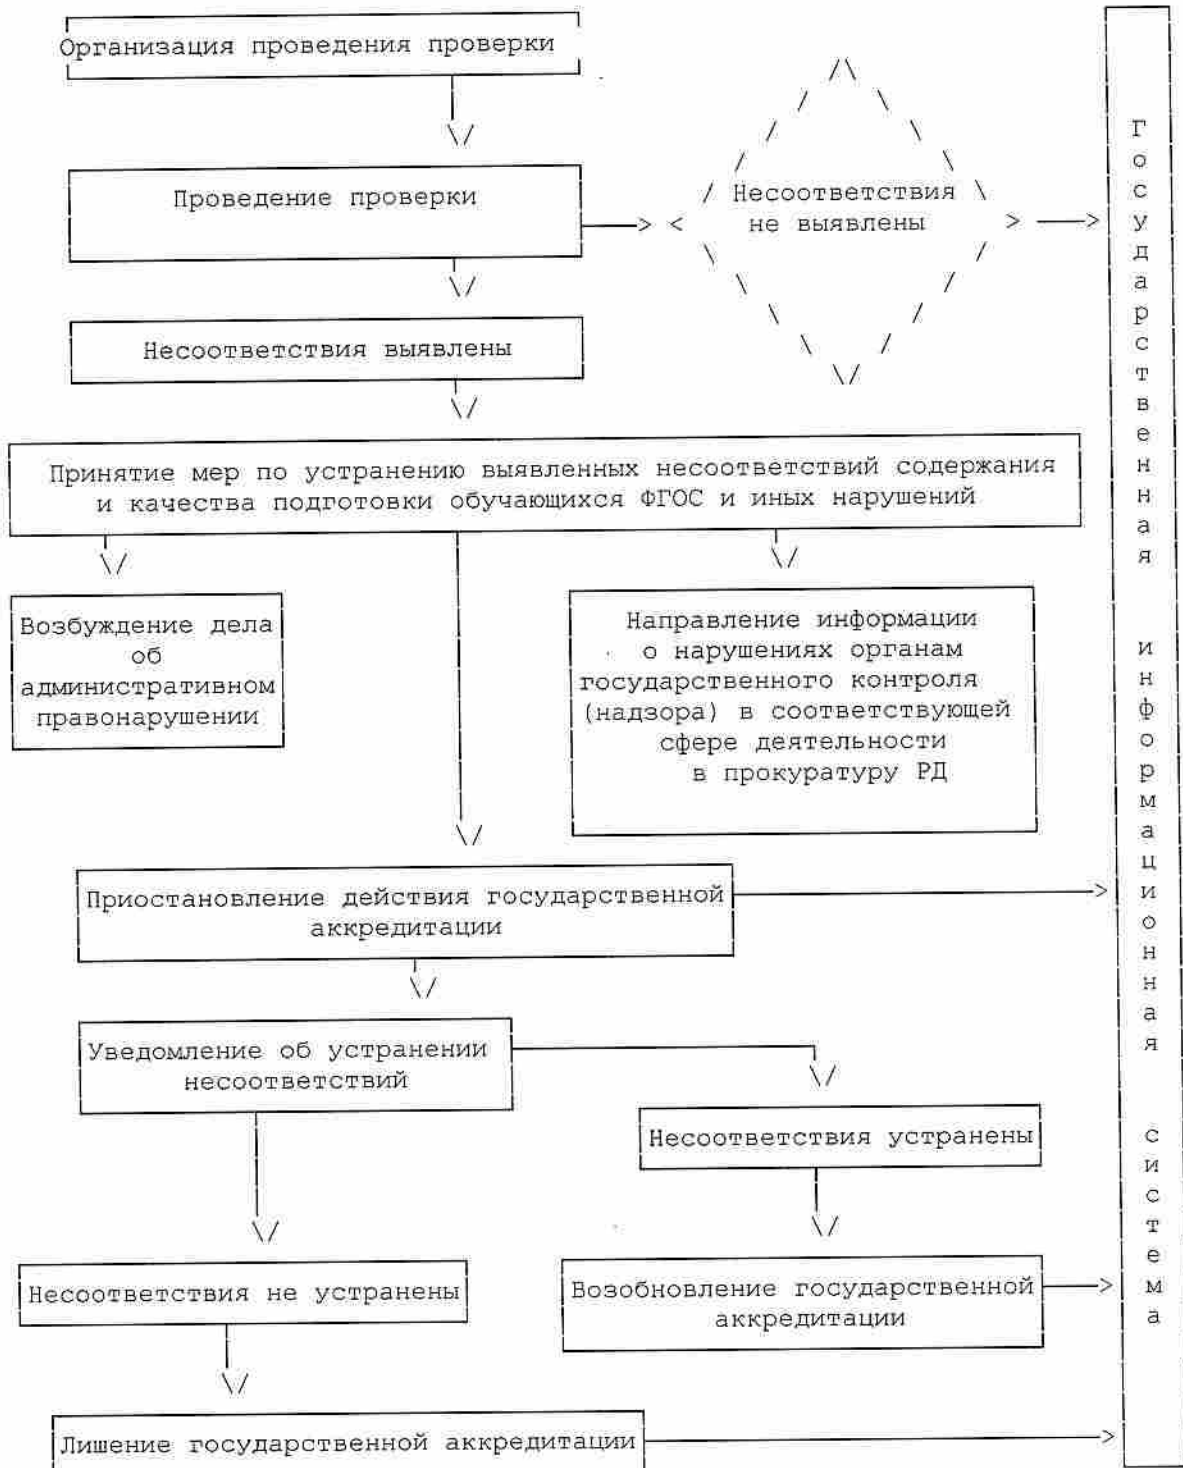 Организация проведения проверки
Проведение проверки
Несоответствия
не выявлены
Несоответствия выявлены
Принятие мер по устранению выявленных несоответствий содержания
и качества подготовки обучающихся ФГОС и иных нарушений
Возбуждение дела
об
административном
правонарушении
Направление информации
о нарушениях органам
государственного контроля
(надзора) в соответствующей
сфере деятельности
в прокуратуру РД
Приостановление действия государственной
аккредитации
Уведомление об устранении
несоответствий
Несоответствия устранены
Несоответствия не устранены
Возобновление государственной
аккредитации
Лишение государственной аккредитации
Государственная информационная система